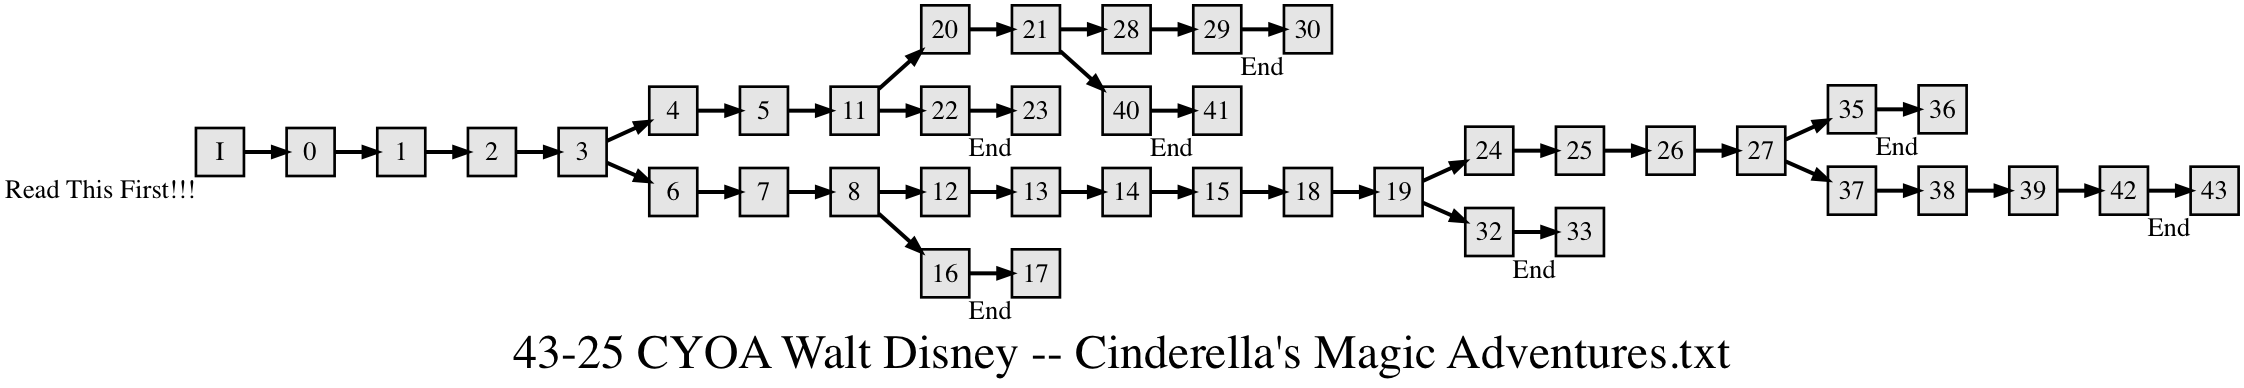 20 21 28 29 30
End
4 5 11 22 23 40 41 35 36
End End End
I 0 1 2 3 24 25 26 27
Read This First!!!
6 7 8 12 13 14 15 18 19 37 38 39 42 43
End
32 33
End
16 17
End
43-25 CYOA Walt Disney -- Cinderella's Magic Adventures.txt